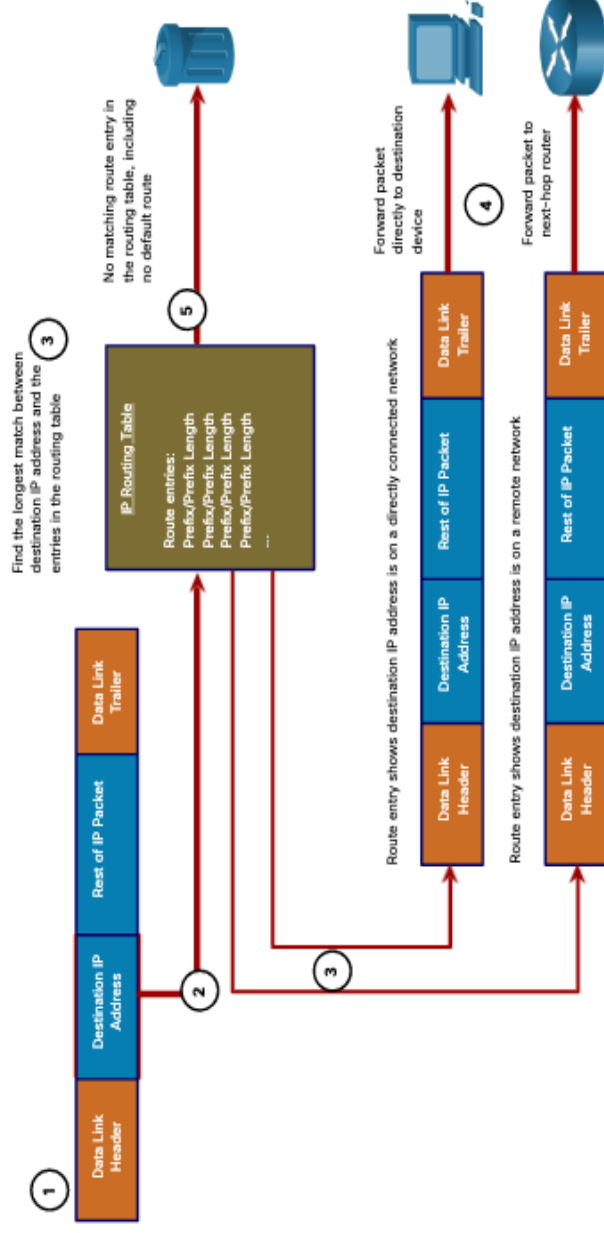 1
Data Link
Header
Destination IP
Address
Rest of IP Packet
Data Link
Trailer
2
Find the longest match between
destination IP address and the
entries in the routing table
3
IP Routing Table
Route entries:
Prefix/Prefix Length
Prefix/Prefix Length
Prefix/Prefix Length
Prefix/Prefix Length
...
5
No matching route entry in
the routing table, including
no default route
3
Route entry shows destination IP address is on a directly connected network
Data Link
Header
Destination IP
Address
Rest of IP Packet
Data Link
Trailer
Forward packet
directly to destination
device
4
Route entry shows destination IP address is on a remote network
Data Link
Header
Destination IP
Address
Rest of IP Packet
Data Link
Trailer
Forward packet to
next-hop router